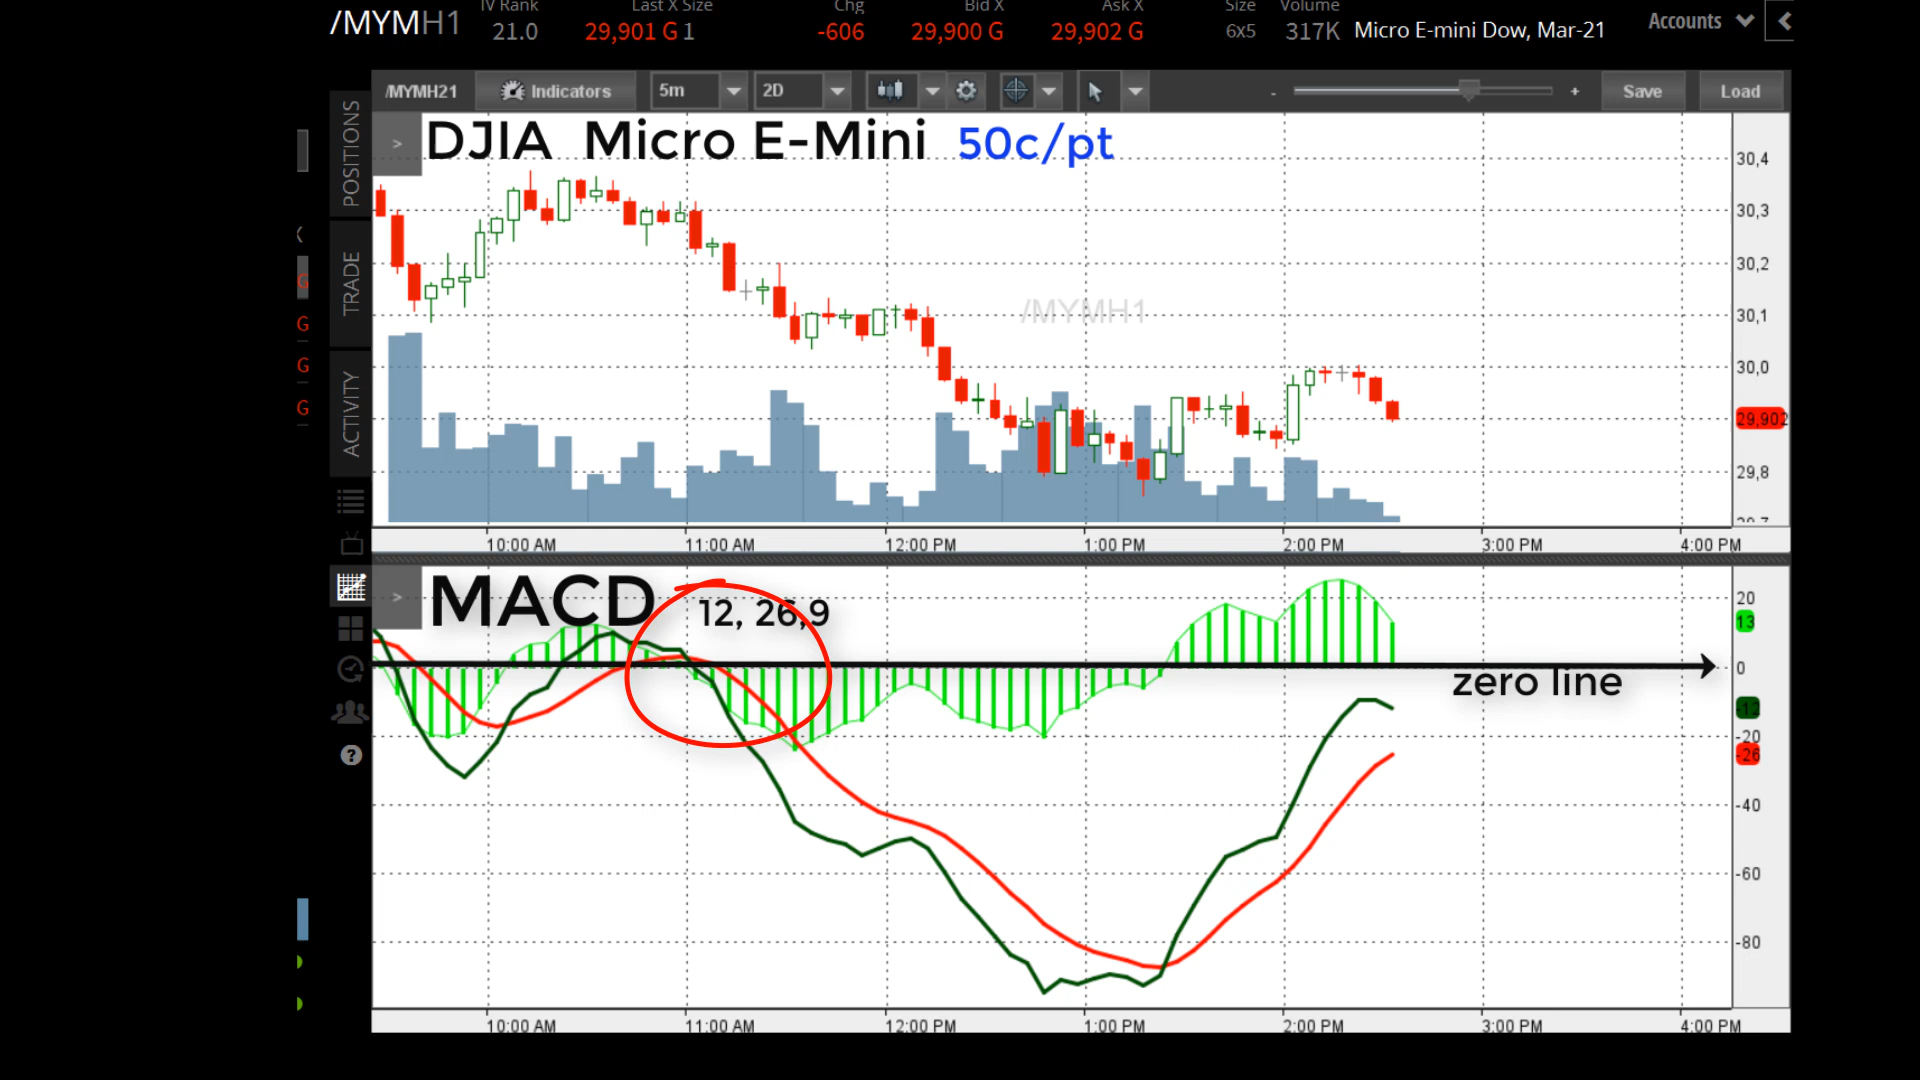 IV Rank Last X Size Chg Bid X Ask X Size Volume
/MYMH1 21.0 29,901 G 1 -606 29,900 G 29,902 G 6x5 317K Micro E-mini Dow, Mar-21 Accounts
/MYMH21 Indicators 5m 2D - + Save Load
POSITIONS
TRADE
ACTIVITY
G
G
G
G
> DJIA Micro E-Mini 50c/pt
/MYMH1
30,4
30,3
30,2
30,1
30,0
29,902
29,8
10:00 AM 11:00 AM 12:00 PM 1:00 PM 2:00 PM 3:00 PM 4:00 PM
> MACD 12, 26,9
20
13
0
zero line
-20
-26
-40
-60
-80
?
10:00 AM 11:00 AM 12:00 PM 1:00 PM 2:00 PM 3:00 PM 4:00 PM